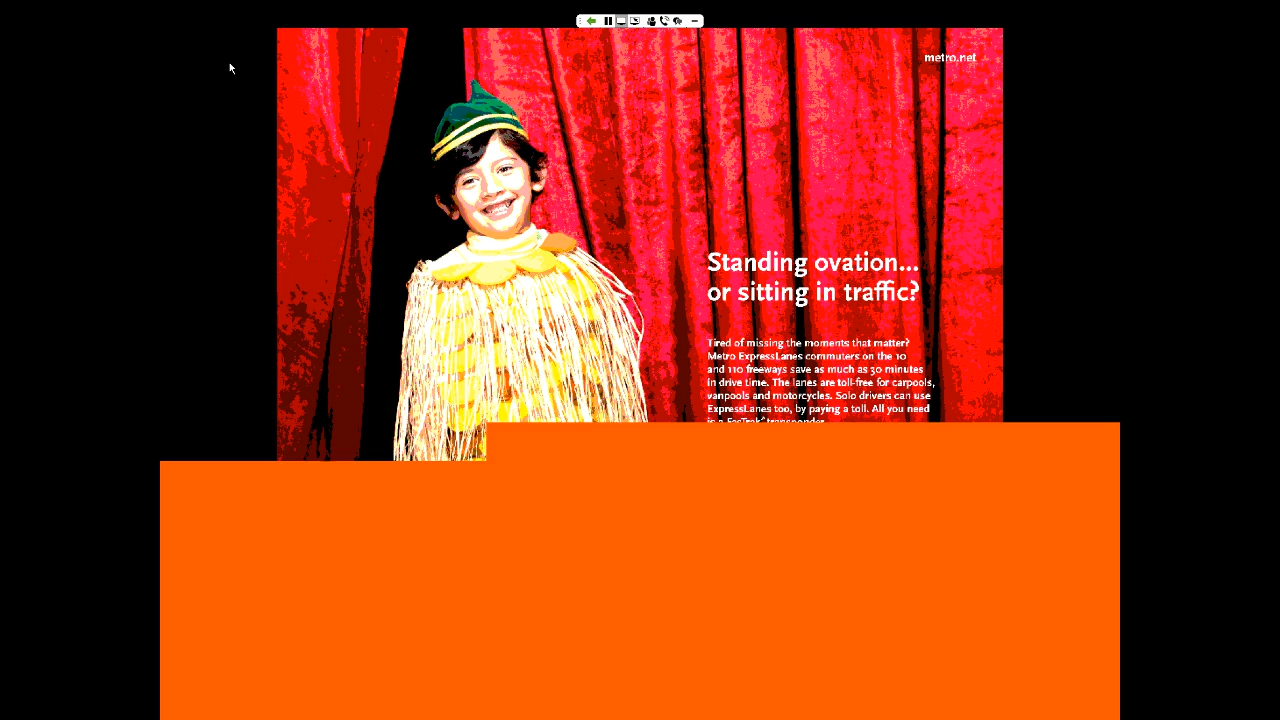 metro.net
Standing ovation...
or sitting in traffic?
Tired of missing the moments that matter?
Metro ExpressLanes commuters on the 10
and 110 freeways save as much as 30 minutes
in drive time. The lanes are toll-free for carpools,
vanpools and motorcycles. Solo drivers can use
ExpressLanes too, by paying a toll. All you need
is a FasTrak® transponder.